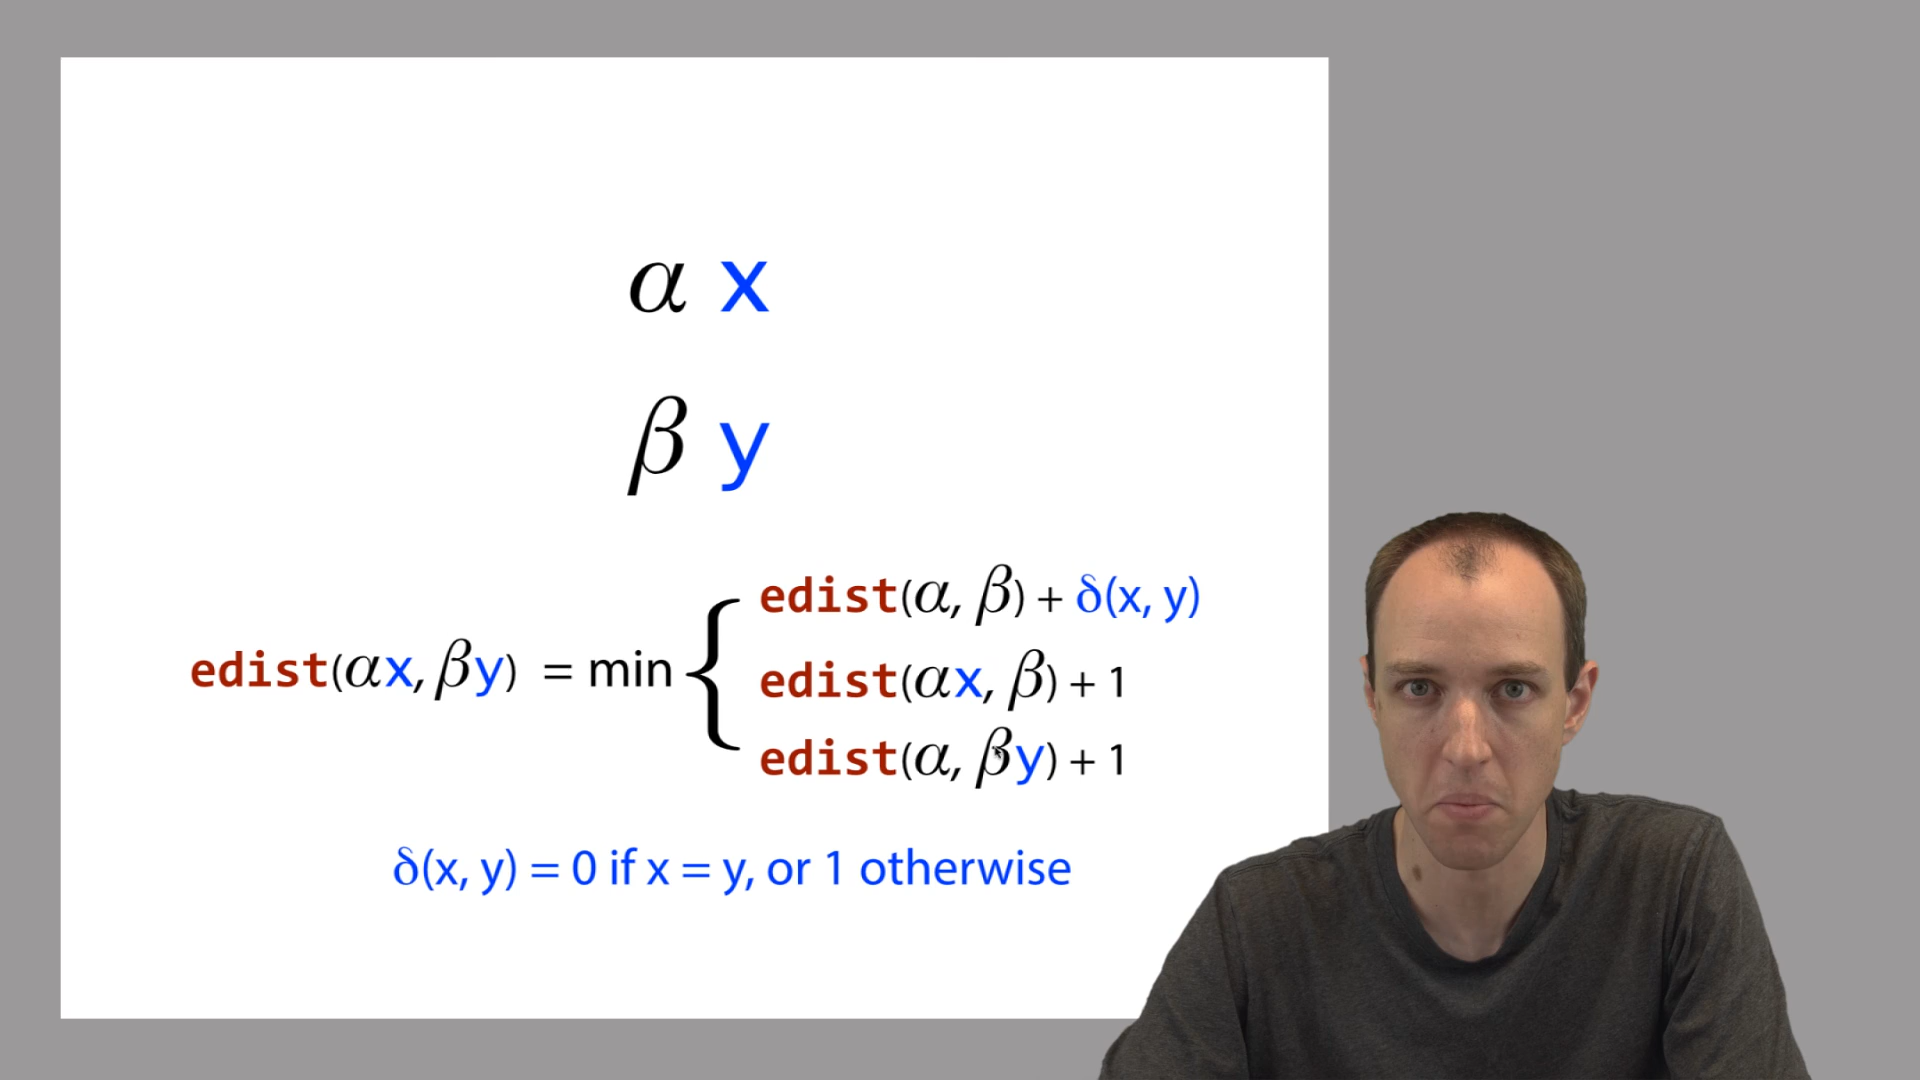 α x
β y
edist(α, β) + δ(x, y)
edist(αx, βy) = min { edist(αx, β) + 1
edist(α, βy) + 1
δ(x, y) = 0 if x = y, or 1 otherwise